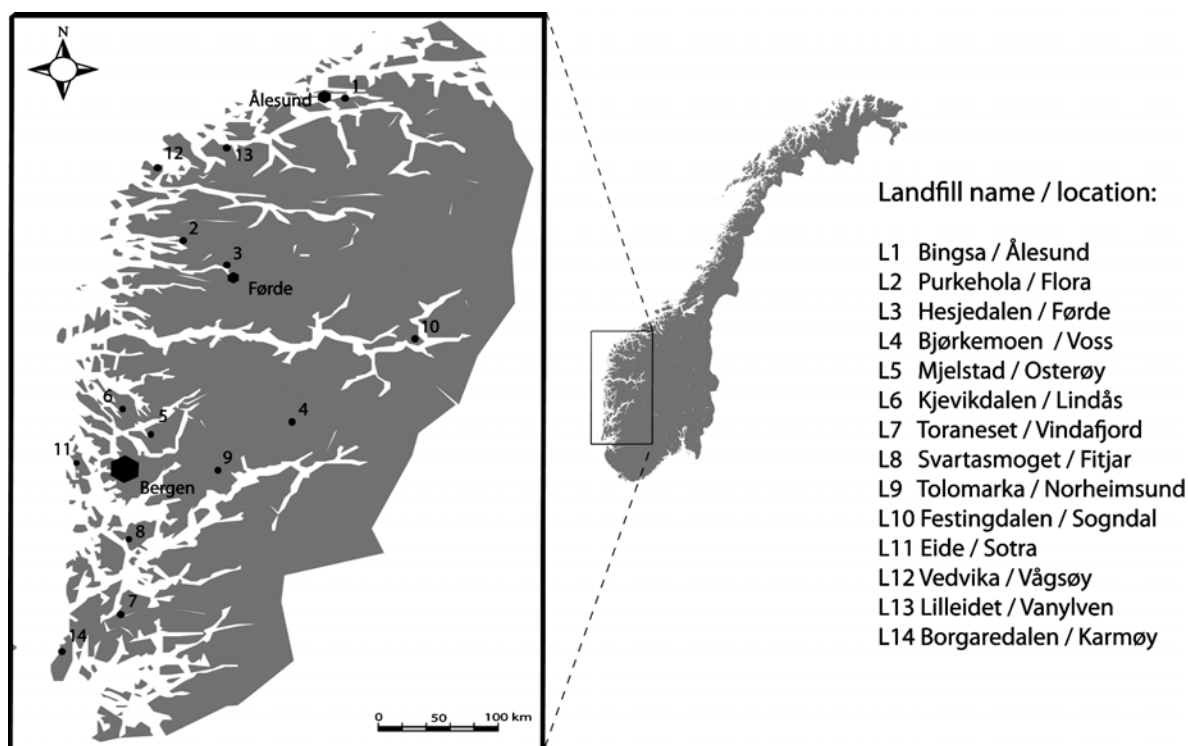 N
Ålesund
1
12
13
2
3
Førde
10
6
5
4
11
9
Bergen
8
7
14
0 50 100 km
Landfill name / location:
L1 Bingsa / Ålesund
L2 Purkehola / Flora
L3 Hesjedalen / Førde
L4 Bjørkemoen / Voss
L5 Mjelstad / Osterøy
L6 Kjevikdalen / Lindås
L7 Toraneset / Vindafjord
L8 Svartasmoget / Fitjar
L9 Tolomarka / Norheimsund
L10 Festingdalen / Sogndal
L11 Eide / Sotra
L12 Vedvika / Vågsøy
L13 Lilleidet / Vanylven
L14 Borgaredalen / Karmøy